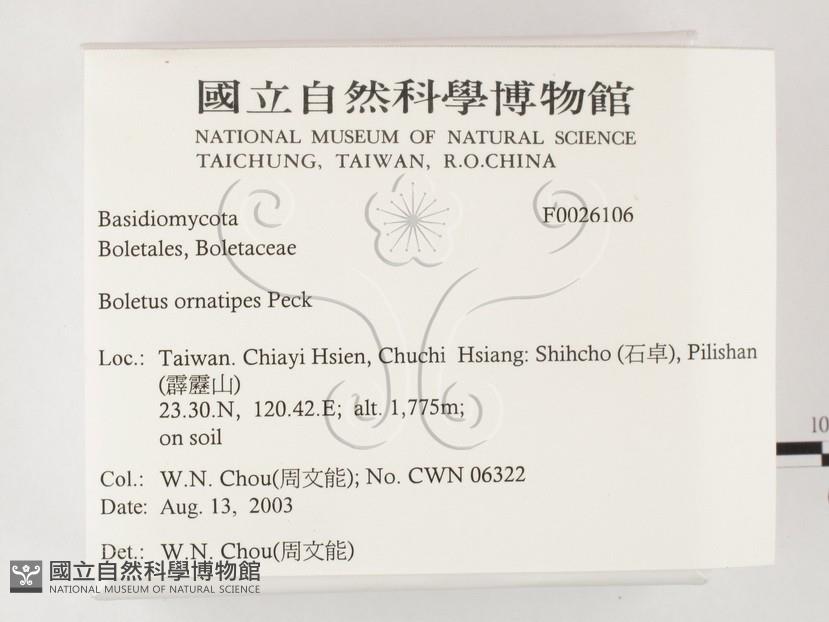 國立自然科學博物館
NATIONAL MUSEUM OF NATURAL SCIENCE
TAICHUNG, TAIWAN, R.O.CHINA
Basidiomycota F0026106
Boletales, Boletaceae
Boletus ornatipes Peck
Loc.: Taiwan. Chiayi Hsien, Chuchi Hsiang: Shihcho (石卓), Pilishan
(霹靂山)
23.30.N, 120.42.E; alt. 1,775m;
on soil
Col.: W.N. Chou(周文能); No. CWN 06322
Date: Aug. 13, 2003
Det.: W.N. Chou(周文能)
10
國立自然科學博物館
NATIONAL MUSEUM OF NATURAL SCIENCE